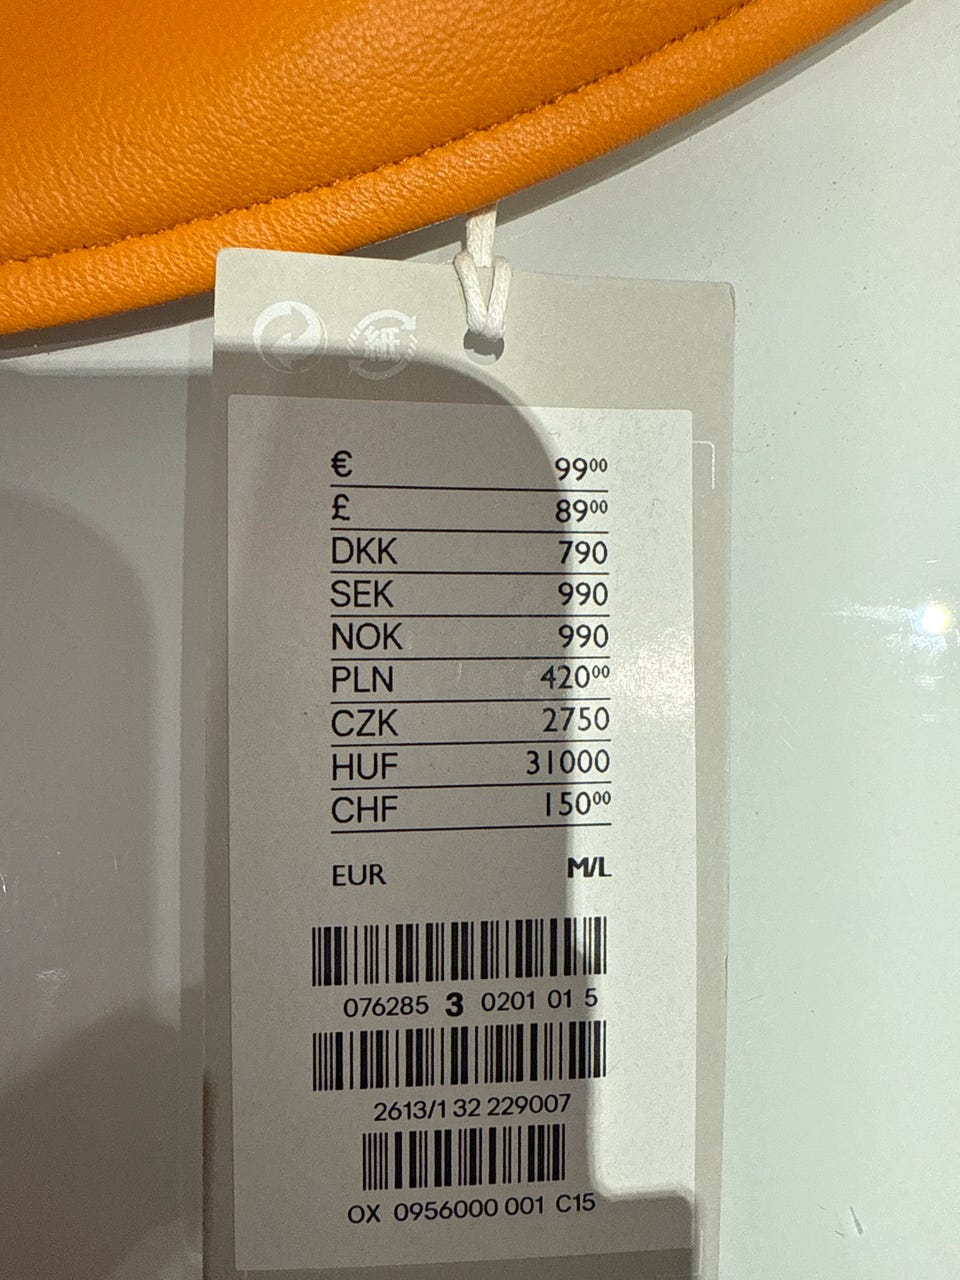 紙
€ 99⁰⁰
£ 89⁰⁰
DKK 790
SEK 990
NOK 990
PLN 420⁰⁰
CZK 2750
HUF 31000
CHF 150⁰⁰
EUR M/L
076285 3 0201 01 5
2613/1 32 229007
OX 0956000 001 C15